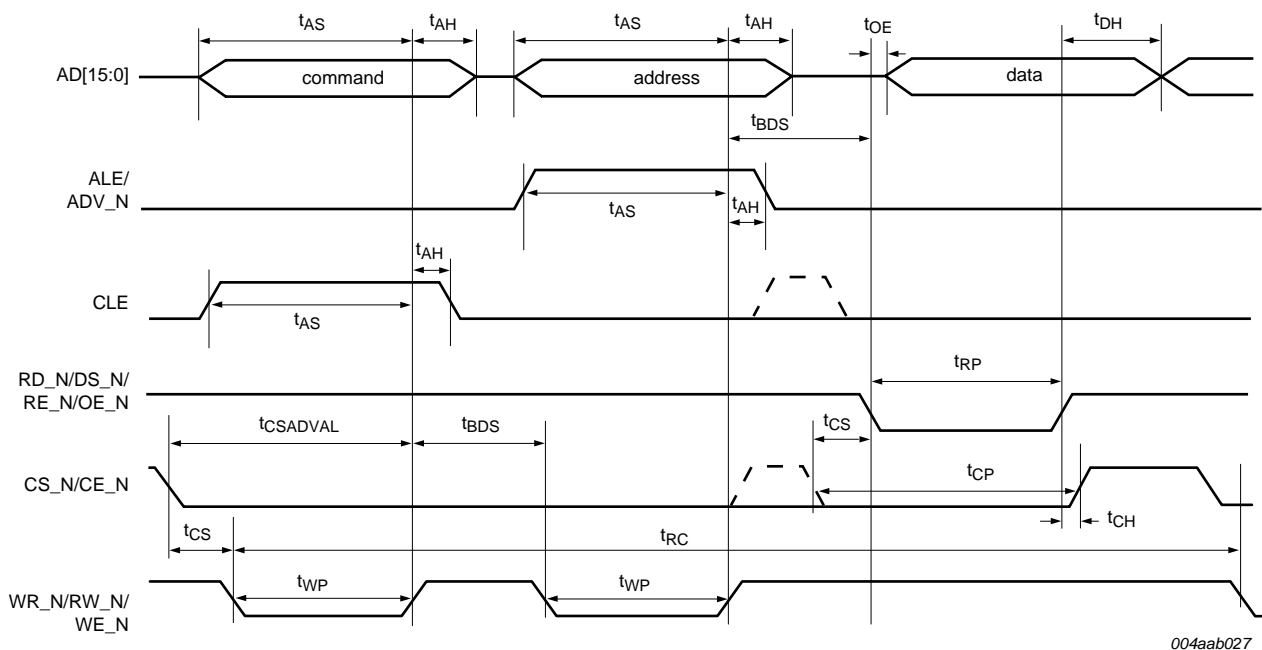 tAS tAH tAS tAH tOE tDH
AD[15:0] command address data
tBDS
ALE/
ADV_N
tAS tAH
tAH
CLE
tAS
RD_N/DS_N/
RE_N/OE_N
tRP
tCSADVAL tBDS tCS
CS_N/CE_N tCP
tCS tRC tCH
WR_N/RW_N/
WE_N
tWP tWP
004aab027